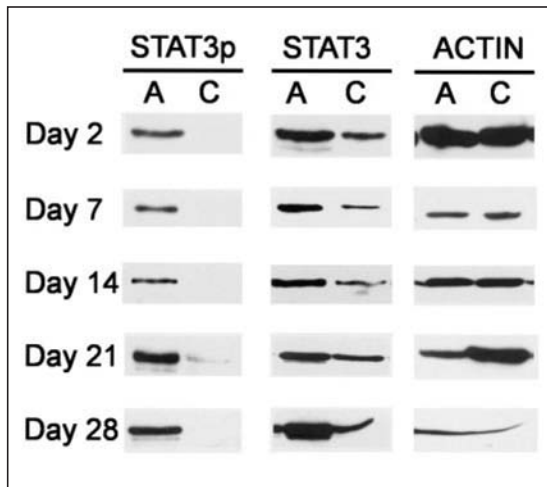 STAT3p STAT3 ACTIN
A C A C A C
Day 2
Day 7
Day 14
Day 21
Day 28